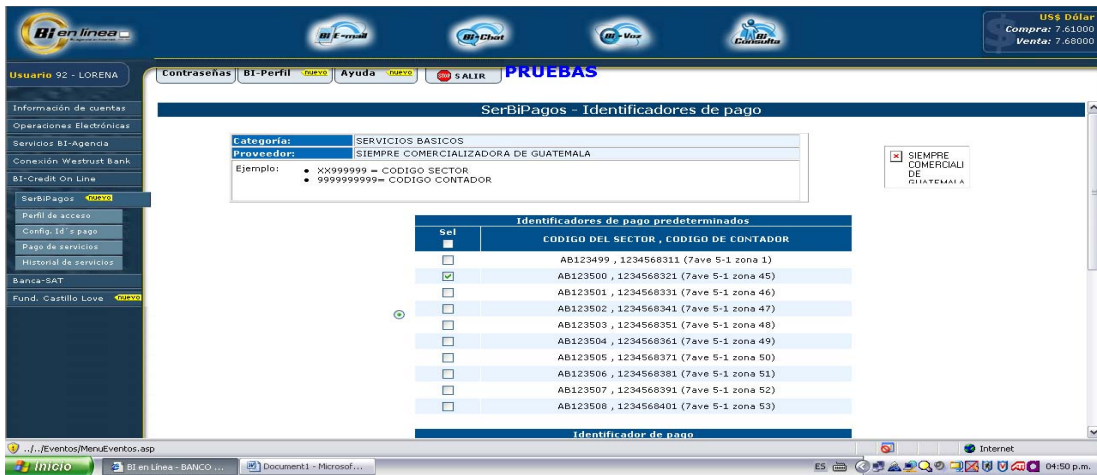 Bi en línea
BI E-mail
BI-Chat
BI-Voz
BI Consulta
US$ Dólar
Compra: 7.61000
Venta: 7.68000
Usuario 92 - LORENA
Contraseñas
BI-Perfil nuevo
Ayuda nuevo
STOP SALIR
PRUEBAS
Información de cuentas
Operaciones Electrónicas
Servicios BI-Agencia
Conexión Westrust Bank
BI-Credit On Line
SerBiPagos nuevo
Perfil de acceso
Config. Id´s pago
Pago de servicios
Historial de servicios
Banca-SAT
Fund. Castillo Love nuevo
SerBiPagos - Identificadores de pago
Categoría: SERVICIOS BASICOS
Proveedor: SIEMPRE COMERCIALIZADORA DE GUATEMALA
Ejemplo:
• XX999999 = CODIGO SECTOR
• 9999999999= CODIGO CONTADOR
SIEMPRE
COMERCIALI
DE
GUATEMALA
Identificadores de pago predeterminados
Sel
CODIGO DEL SECTOR , CODIGO DE CONTADOR
AB123499 , 1234568311 (7ave 5-1 zona 1)
AB123500 , 1234568321 (7ave 5-1 zona 45)
AB123501 , 1234568331 (7ave 5-1 zona 46)
AB123502 , 1234568341 (7ave 5-1 zona 47)
AB123503 , 1234568351 (7ave 5-1 zona 48)
AB123504 , 1234568361 (7ave 5-1 zona 49)
AB123505 , 1234568371 (7ave 5-1 zona 50)
AB123506 , 1234568381 (7ave 5-1 zona 51)
AB123507 , 1234568391 (7ave 5-1 zona 52)
AB123508 , 1234568401 (7ave 5-1 zona 53)
Identificador de pago
../../Eventos/MenuEventos.asp
Internet
Inicio
BI en Línea - BANCO ...
Document1 - Microsof...
ES
04:50 p.m.